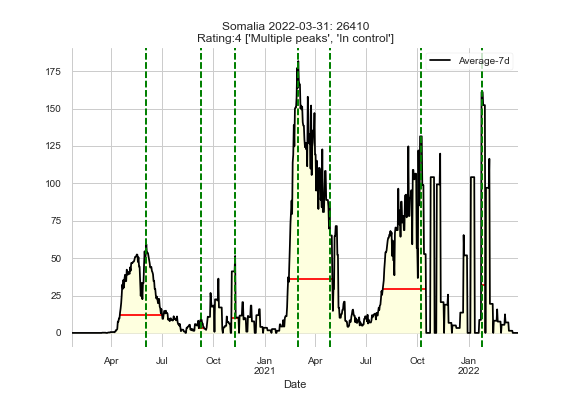 Somalia 2022-03-31: 26410
Rating:4 ['Multiple peaks', 'In control']
Average-7d
175
150
125
100
75
50
25
0
Apr Jul Oct Jan Apr Jul Oct Jan
2021 2022
Date